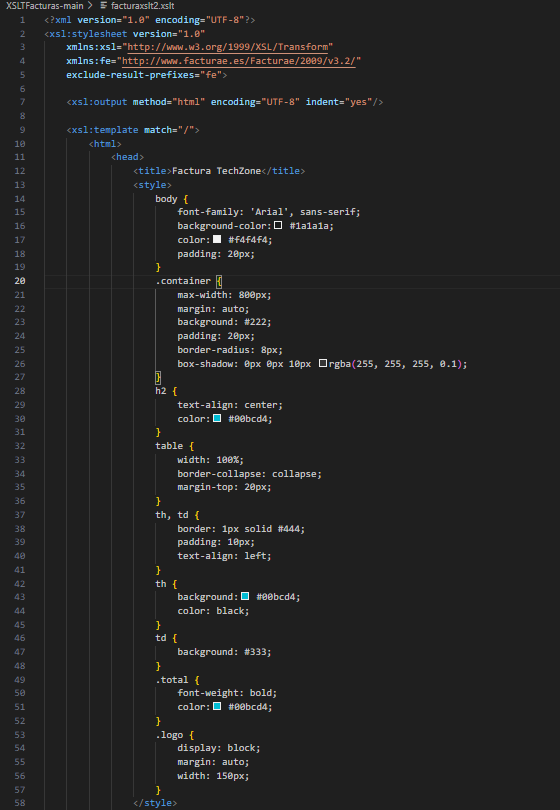 XSLTFacturas-main > facturaxslt2.xslt
1 <?xml version="1.0" encoding="UTF-8"?>
2 <xsl:stylesheet version="1.0"
3 xmlns:xsl="http://www.w3.org/1999/XSL/Transform"
4 xmlns:fe="http://www.facturae.es/Facturae/2009/v3.2/"
5 exclude-result-prefixes="fe">
6
7 <xsl:output method="html" encoding="UTF-8" indent="yes"/>
8
9 <xsl:template match="/">
10 <html>
11 <head>
12 <title>Factura TechZone</title>
13 <style>
14 body {
15 font-family: 'Arial', sans-serif;
16 background-color: #1a1a1a;
17 color: #f4f4f4;
18 padding: 20px;
19 }
20 .container {
21 max-width: 800px;
22 margin: auto;
23 background: #222;
24 padding: 20px;
25 border-radius: 8px;
26 box-shadow: 0px 0px 10px rgba(255, 255, 255, 0.1);
27 }
28 h2 {
29 text-align: center;
30 color: #00bcd4;
31 }
32 table {
33 width: 100%;
34 border-collapse: collapse;
35 margin-top: 20px;
36 }
37 th, td {
38 border: 1px solid #444;
39 padding: 10px;
40 text-align: left;
41 }
42 th {
43 background: #00bcd4;
44 color: black;
45 }
46 td {
47 background: #333;
48 }
49 .total {
50 font-weight: bold;
51 color: #00bcd4;
52 }
53 .logo {
54 display: block;
55 margin: auto;
56 width: 150px;
57 }
58 </style>